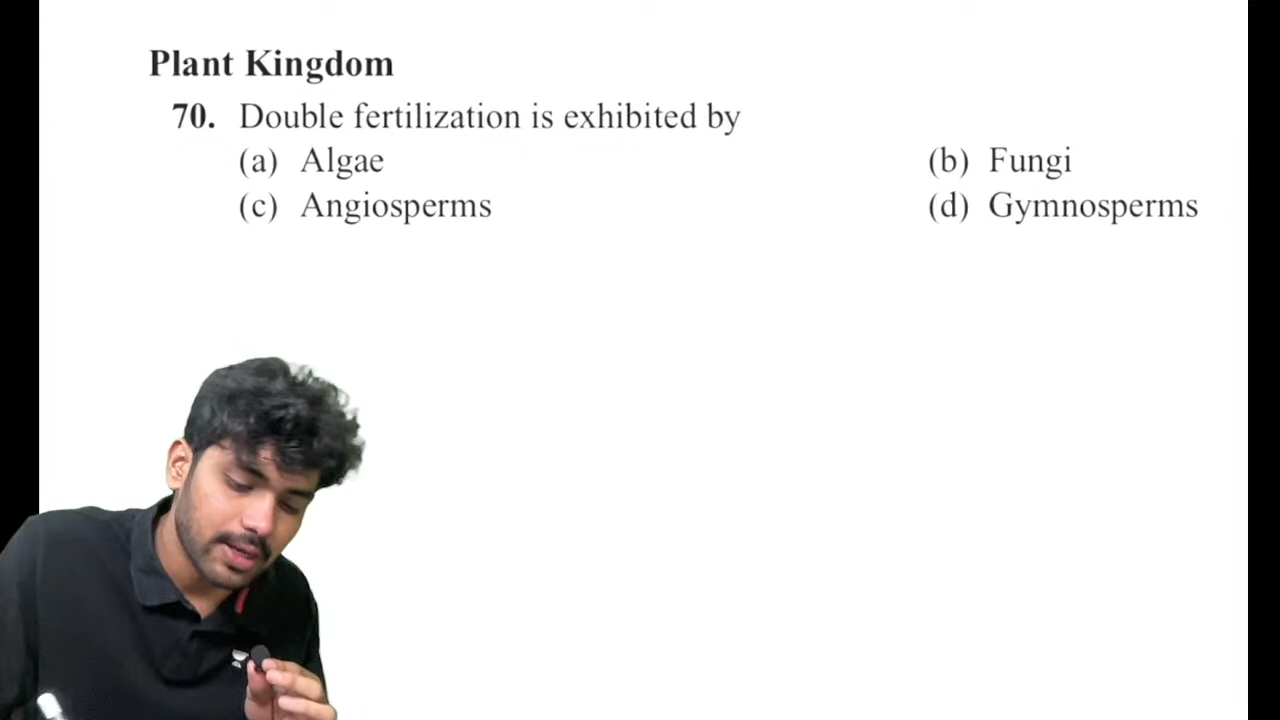 Plant Kingdom
70. Double fertilization is exhibited by
(a) Algae (b) Fungi
(c) Angiosperms (d) Gymnosperms